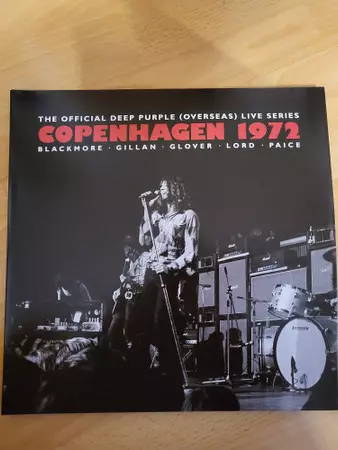 THE OFFICIAL DEEP PURPLE (OVERSEAS) LIVE SERIES
COPENHAGEN 1972
BLACKMORE · GILLAN · GLOVER · LORD · PAICE